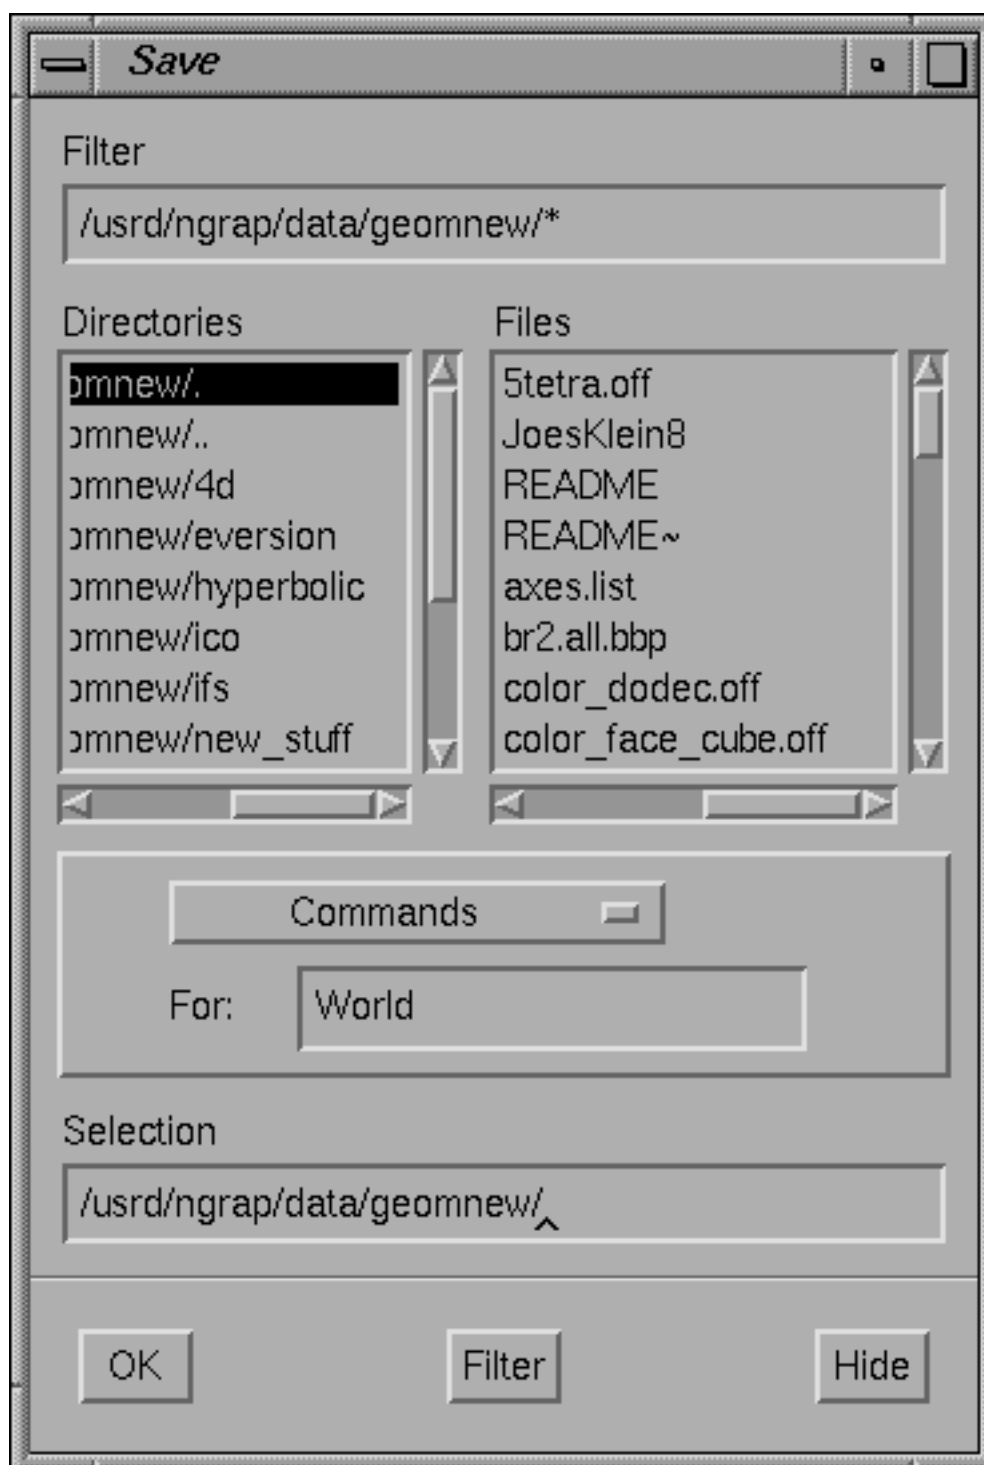 Save
Filter
/usrd/ngrap/data/geomnew/*
Directories
omnew/.
omnew/..
omnew/4d
omnew/eversion
omnew/hyperbolic
omnew/ico
omnew/ifs
omnew/new_stuff
Files
5tetra.off
JoesKlein8
README
README~
axes.list
br2.all.bbp
color_dodec.off
color_face_cube.off
Commands
For: World
Selection
/usrd/ngrap/data/geomnew/
OK Filter Hide